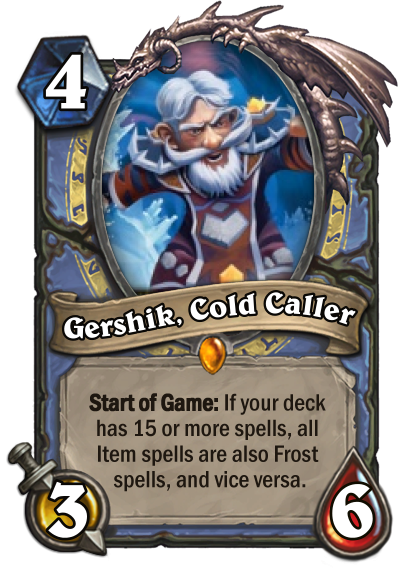 4
Gershik, Cold Caller
Start of Game: If your deck
has 15 or more spells, all
Item spells are also Frost
spells, and vice versa.
3
6